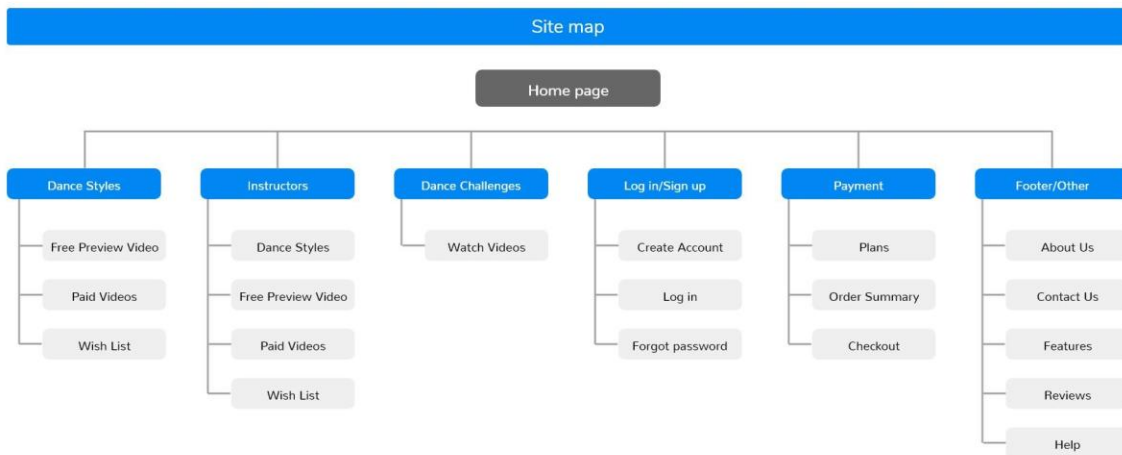 Site map
Home page
Dance Styles
Free Preview Video
Paid Videos
Wish List
Instructors
Dance Styles
Free Preview Video
Paid Videos
Wish List
Dance Challenges
Watch Videos
Log in/Sign up
Create Account
Log in
Forgot password
Payment
Plans
Order Summary
Checkout
Footer/Other
About Us
Contact Us
Features
Reviews
Help